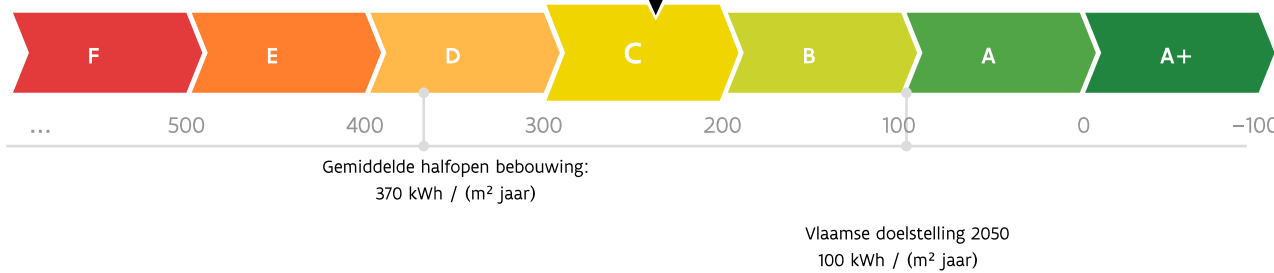 F E D C B A A+
... 500 400 300 200 100 0 −100
Gemiddelde halfopen bebouwing:
370 kWh / (m² jaar)
Vlaamse doelstelling 2050
100 kWh / (m² jaar)